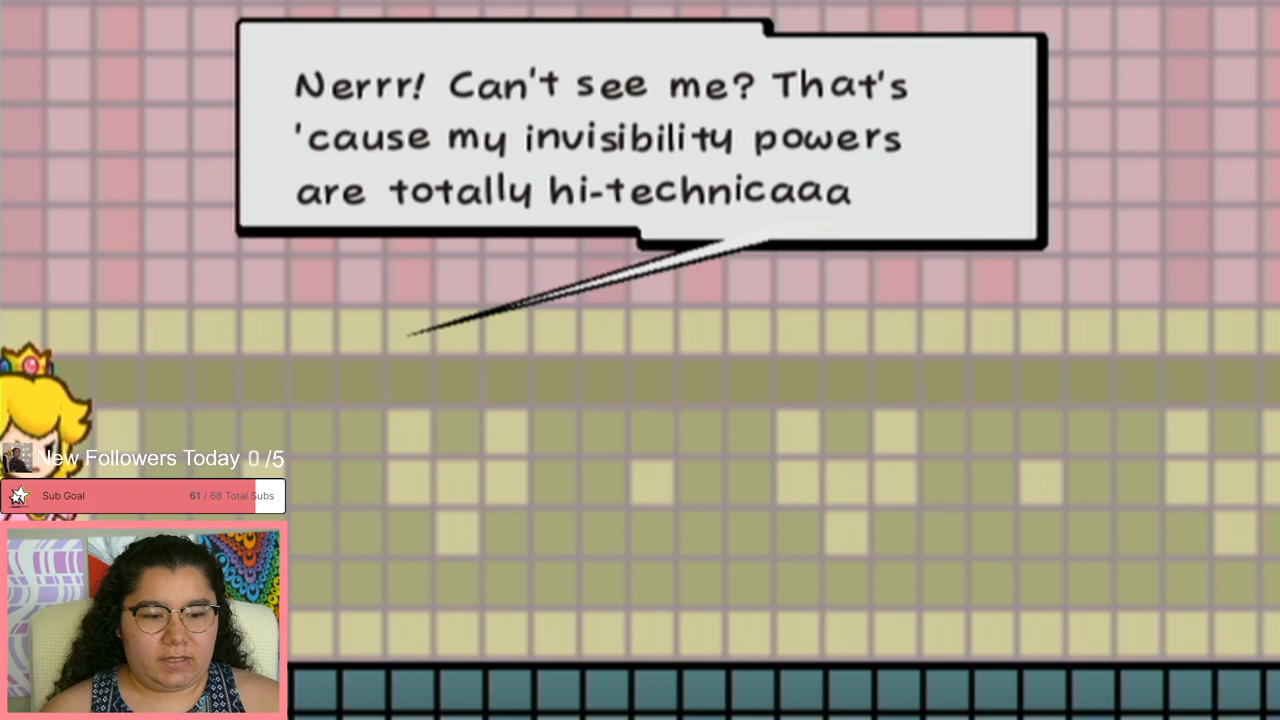 Nerrr! Can't see me? That's
'cause my invisibility powers
are totally hi-technicaaa
New Followers Today 0 /5
Sub Goal 61 / 68 Total Subs